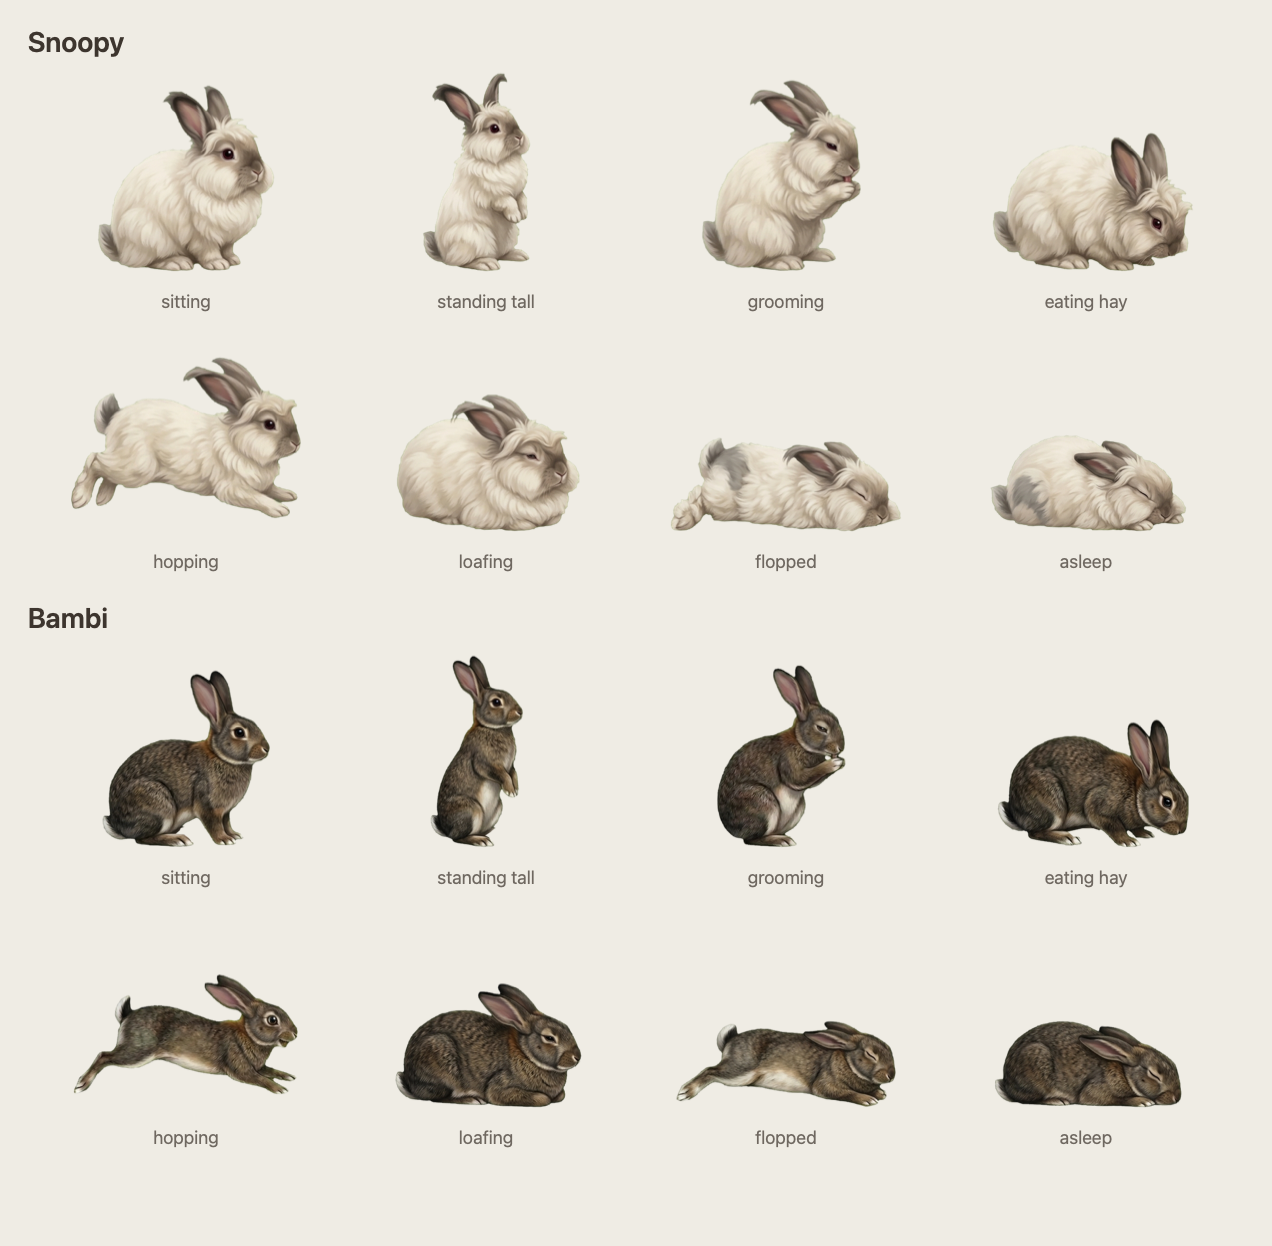 Snoopy
sitting
standing tall
grooming
eating hay
hopping
loafing
flopped
asleep
Bambi
sitting
standing tall
grooming
eating hay
hopping
loafing
flopped
asleep